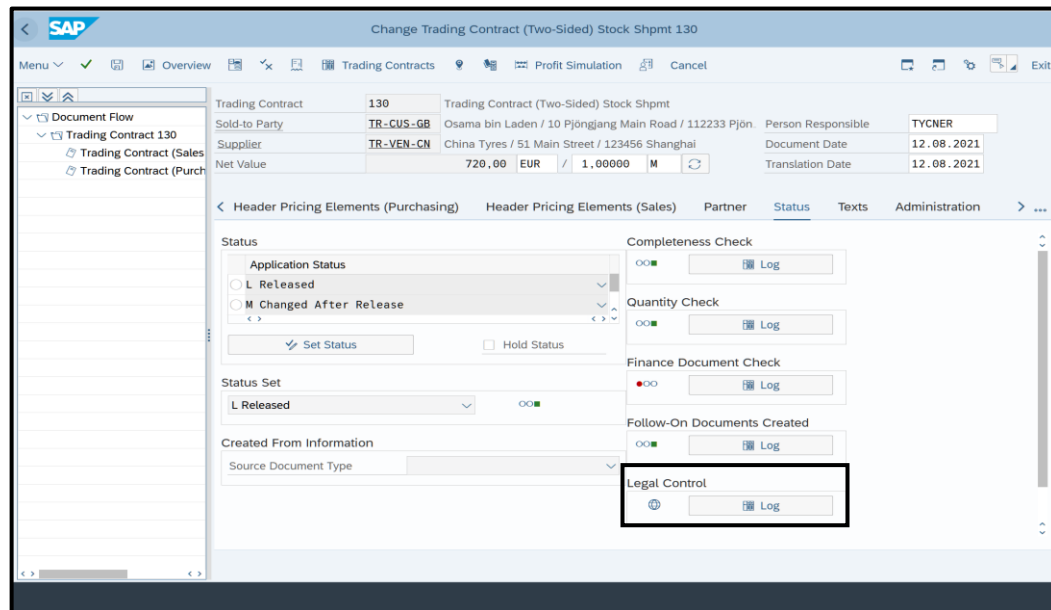 SAP
Change Trading Contract (Two-Sided) Stock Shpmt 130
Menu Overview Trading Contracts Profit Simulation Cancel Exit
Document Flow
Trading Contract 130
Trading Contract (Sales
Trading Contract (Purch
Trading Contract 130 Trading Contract (Two-Sided) Stock Shpmt
Sold-to Party TR-CUS-GB Osama bin Laden / 10 Pjöngjang Main Road / 112233 Pjön Person Responsible TYCNER
Supplier TR-VEN-CN China Tyres / 51 Main Street / 123456 Shanghai Document Date 12.08.2021
Net Value 720,00 EUR / 1,00000 M Translation Date 12.08.2021
Header Pricing Elements (Purchasing) Header Pricing Elements (Sales) Partner Status Texts Administration ...
Status
Application Status
L Released
M Changed After Release
Set Status Hold Status
Status Set
L Released
Created From Information
Source Document Type
Completeness Check
Log
Quantity Check
Log
Finance Document Check
Log
Follow-On Documents Created
Log
Legal Control
Log